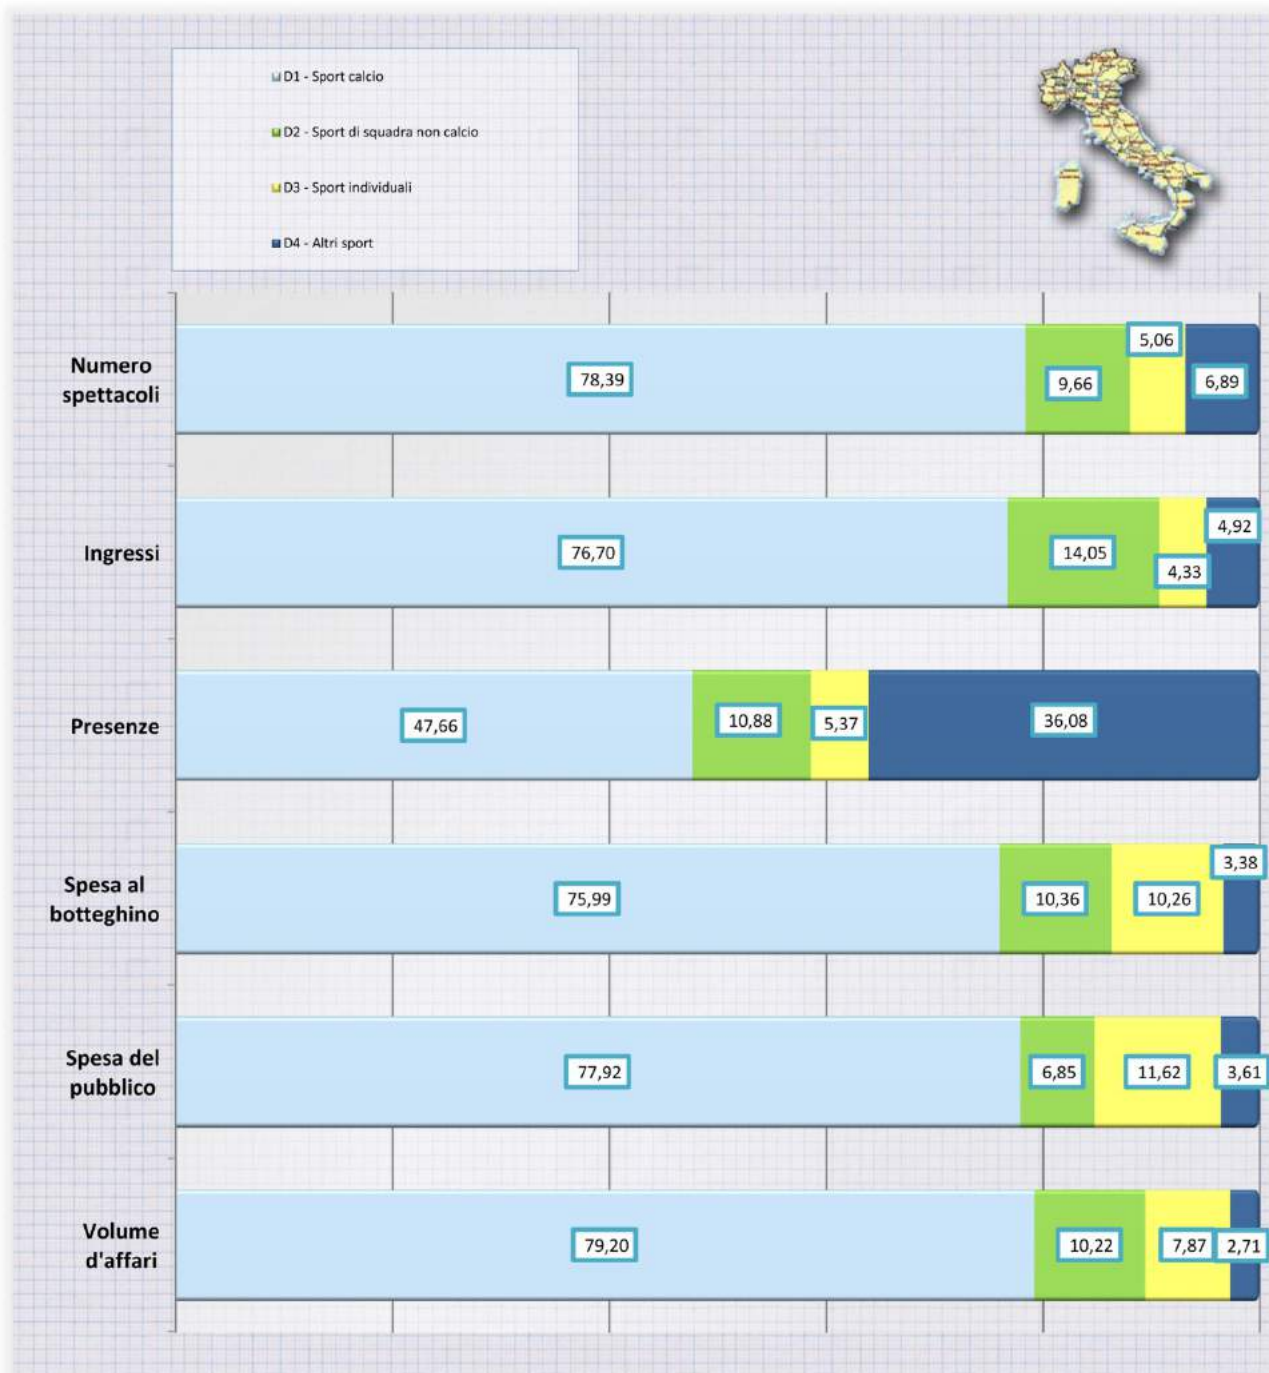 D1 - Sport calcio
D2 - Sport di squadra non calcio
D3 - Sport individuali
D4 - Altri sport
Numero
spettacoli
78,39
9,66
5,06
6,89
Ingressi
76,70
14,05
4,33
4,92
Presenze
47,66
10,88
5,37
36,08
Spesa al
botteghino
75,99
10,36
10,26
3,38
Spesa del
pubblico
77,92
6,85
11,62
3,61
Volume
d'affari
79,20
10,22
7,87
2,71